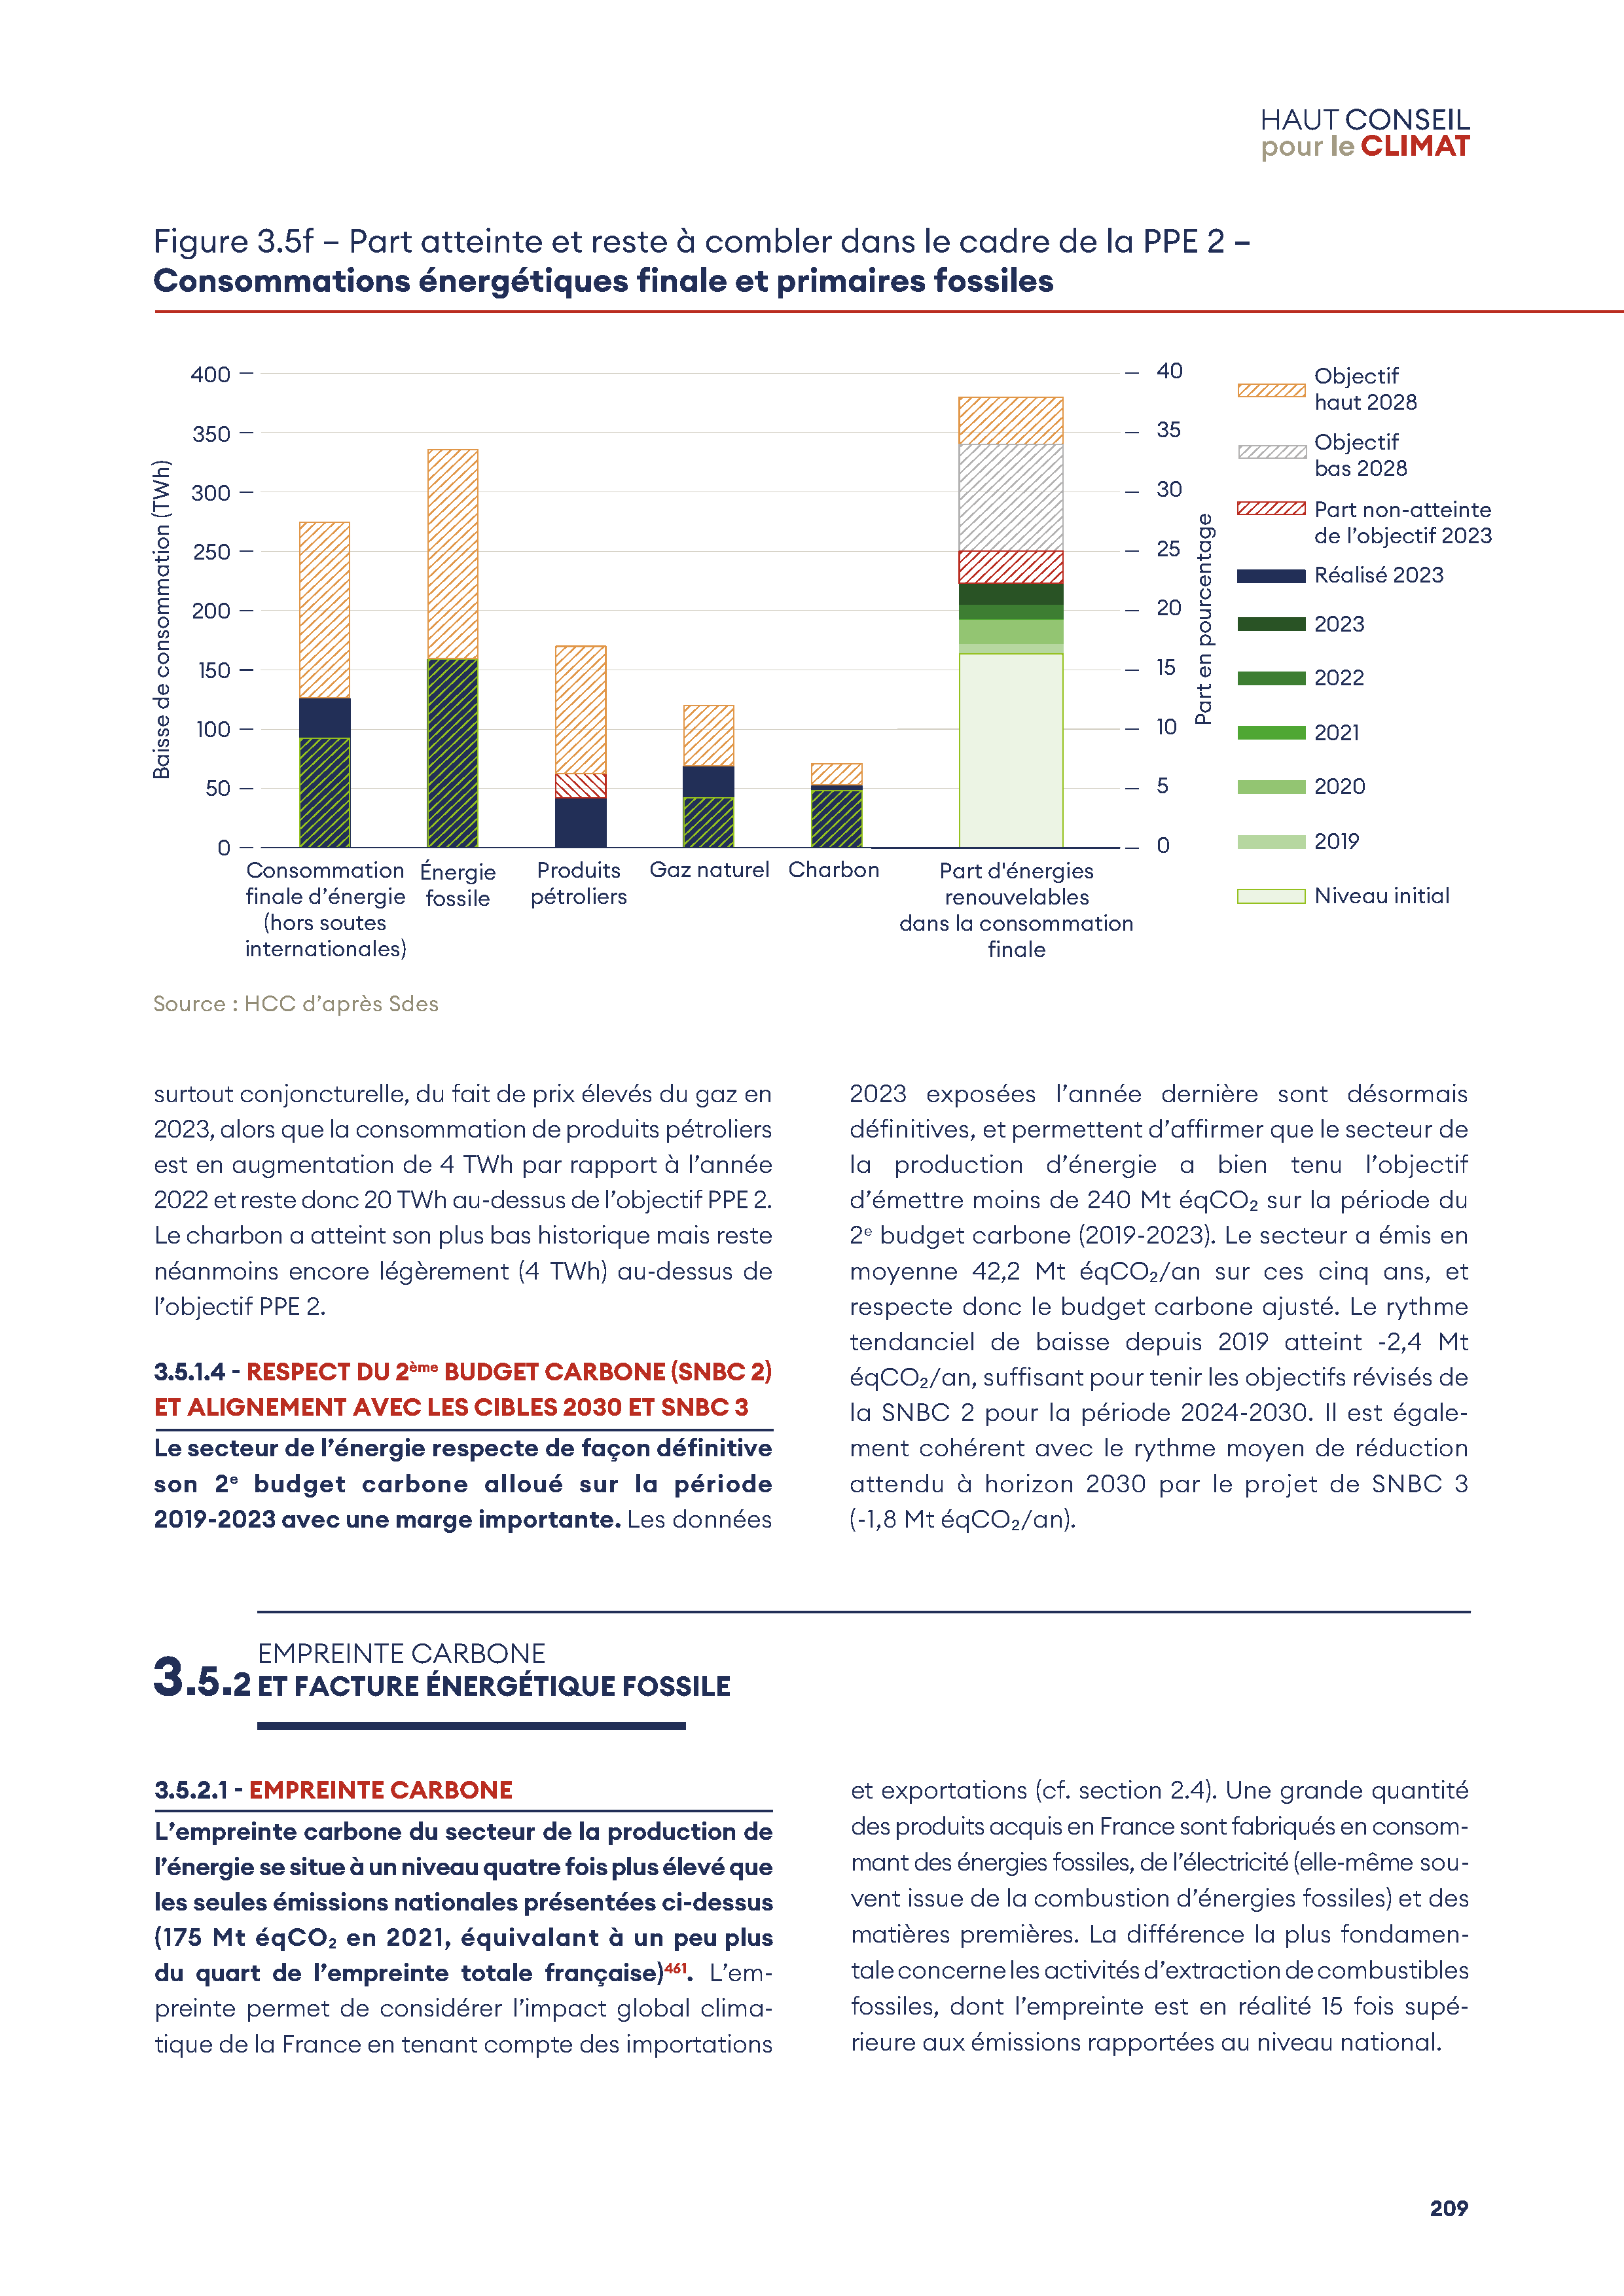 HAUT CONSEIL
pour le CLIMAT
Figure 3.5f – Part atteinte et reste à combler dans le cadre de la PPE 2 –
Consommations énergétiques finale et primaires fossiles
Baisse de consommation (TWh)
400
350
300
250
200
150
100
50
0
Consommation
finale d’énergie
(hors soutes
internationales)
Énergie
fossile
Produits
pétroliers
Gaz naturel
Charbon
Part d'énergies
renouvelables
dans la consommation
finale
40
35
30
25
20
15
10
5
0
Part en pourcentage
Objectif
haut 2028
Objectif
bas 2028
Part non-atteinte
de l’objectif 2023
Réalisé 2023
2023
2022
2021
2020
2019
Niveau initial
Source : HCC d’après Sdes
surtout conjoncturelle, du fait de prix élevés du gaz en
2023, alors que la consommation de produits pétroliers
est en augmentation de 4 TWh par rapport à l’année
2022 et reste donc 20 TWh au-dessus de l’objectif PPE 2.
Le charbon a atteint son plus bas historique mais reste
néanmoins encore légèrement (4 TWh) au-dessus de
l’objectif PPE 2.
3.5.1.4 - RESPECT DU 2ème BUDGET CARBONE (SNBC 2)
ET ALIGNEMENT AVEC LES CIBLES 2030 ET SNBC 3
Le secteur de l’énergie respecte de façon définitive
son 2e budget carbone alloué sur la période
2019-2023 avec une marge importante. Les données
2023 exposées l’année dernière sont désormais
définitives, et permettent d’affirmer que le secteur de
la production d’énergie a bien tenu l’objectif
d’émettre moins de 240 Mt éqCO₂ sur la période du
2e budget carbone (2019-2023). Le secteur a émis en
moyenne 42,2 Mt éqCO₂/an sur ces cinq ans, et
respecte donc le budget carbone ajusté. Le rythme
tendanciel de baisse depuis 2019 atteint -2,4 Mt
éqCO₂/an, suffisant pour tenir les objectifs révisés de
la SNBC 2 pour la période 2024-2030. Il est égale-
ment cohérent avec le rythme moyen de réduction
attendu à horizon 2030 par le projet de SNBC 3
(-1,8 Mt éqCO₂/an).
3.5.2 EMPREINTE CARBONE
ET FACTURE ÉNERGÉTIQUE FOSSILE
3.5.2.1 - EMPREINTE CARBONE
L’empreinte carbone du secteur de la production de
l’énergie se situe à un niveau quatre fois plus élevé que
les seules émissions nationales présentées ci-dessus
(175 Mt éqCO₂ en 2021, équivalant à un peu plus
du quart de l’empreinte totale française)461. L’em-
preinte permet de considérer l’impact global clima-
tique de la France en tenant compte des importations
et exportations (cf. section 2.4). Une grande quantité
des produits acquis en France sont fabriqués en consom-
mant des énergies fossiles, de l’électricité (elle-même sou-
vent issue de la combustion d’énergies fossiles) et des
matières premières. La différence la plus fondamen-
tale concerne les activités d’extraction de combustibles
fossiles, dont l’empreinte est en réalité 15 fois supé-
rieure aux émissions rapportées au niveau national.
209